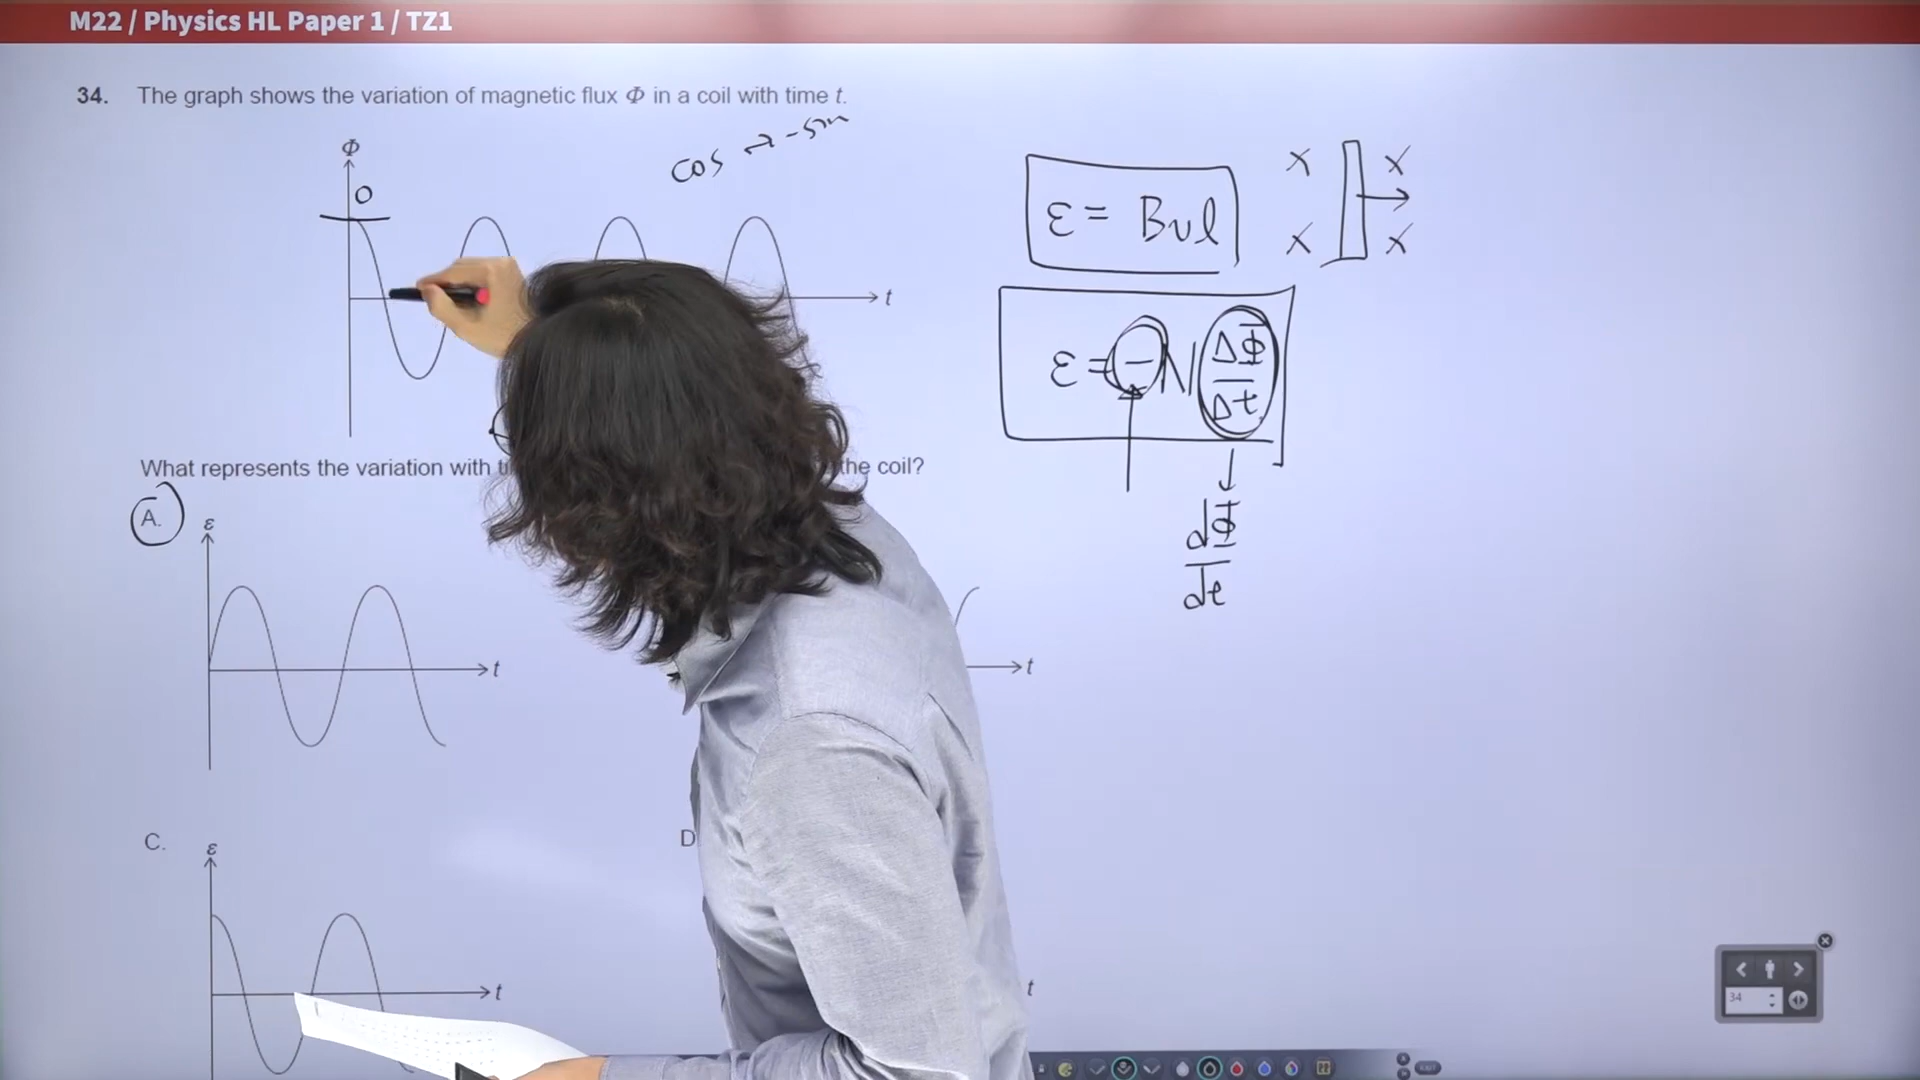 M22 / Physics HL Paper 1 / TZ1
34. The graph shows the variation of magnetic flux Φ in a coil with time t.
Φ
O
cos → -sin
t
ε = Bvl
x x
x x
ε = - N ΔΦ
Δt
dΦ
dt
What represents the variation with the coil?
A.
ε
t
t
C.
ε
D
t
t
34